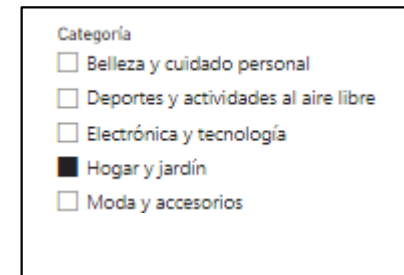 Categoría
Belleza y cuidado personal
Deportes y actividades al aire libre
Electrónica y tecnología
Hogar y jardín
Moda y accesorios